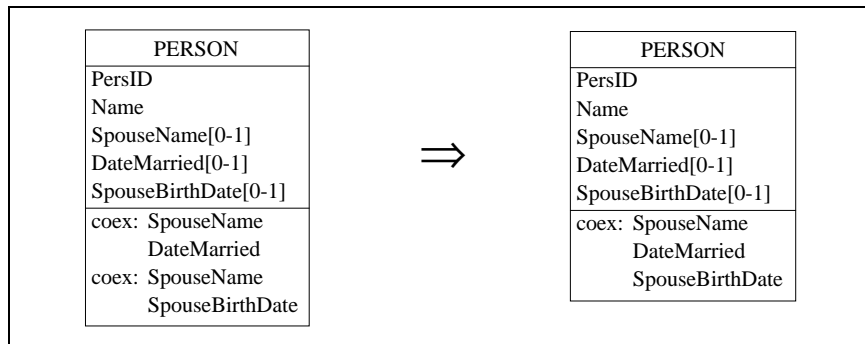 PERSON
PersID
Name
SpouseName[0-1]
DateMarried[0-1]
SpouseBirthDate[0-1]
coex: SpouseName
DateMarried
coex: SpouseName
SpouseBirthDate
⇒
PERSON
PersID
Name
SpouseName[0-1]
DateMarried[0-1]
SpouseBirthDate[0-1]
coex: SpouseName
DateMarried
SpouseBirthDate